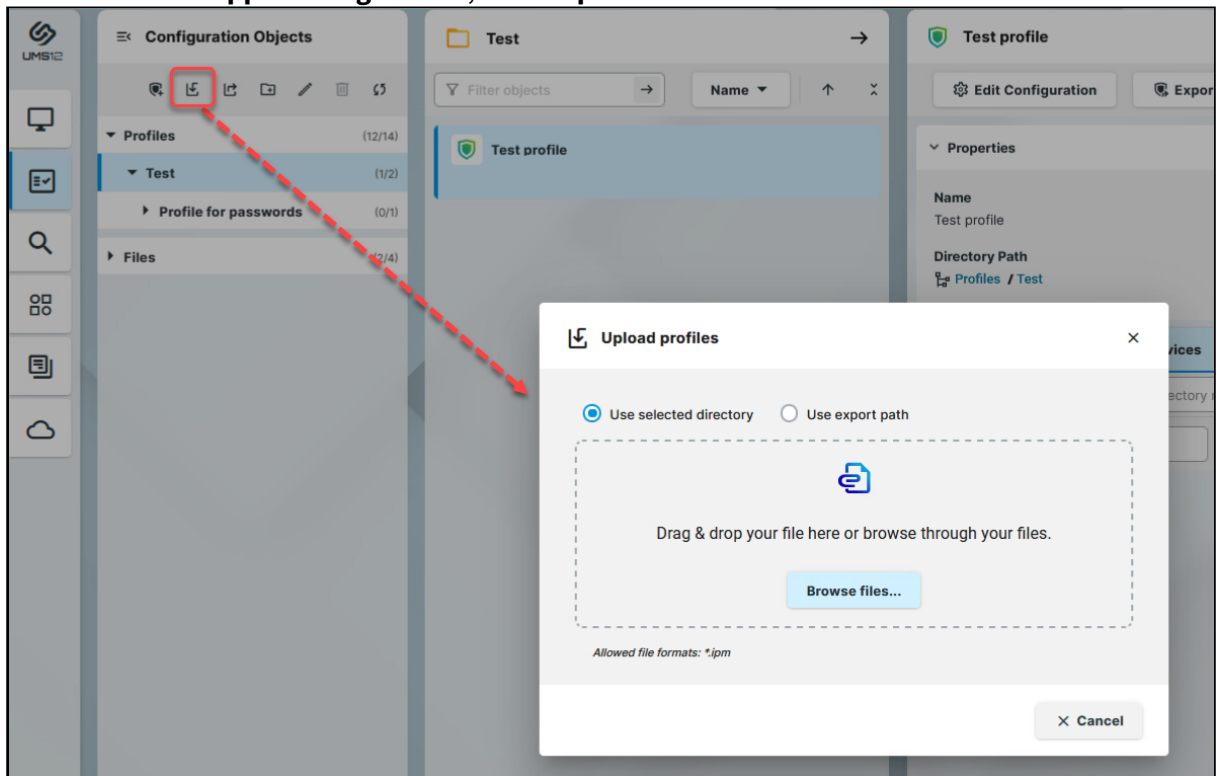 UMS12
Configuration Objects
Test
Test profile
Filter objects
Name
Edit Configuration
Expor
Profiles (12/14)
Test (1/2)
Profile for passwords (0/1)
Files (2/4)
Test profile
Properties
Name
Test profile
Directory Path
Profiles / Test
Upload profiles
vices
Use selected directory
Use export path
ectory
Drag & drop your file here or browse through your files.
Browse files...
Allowed file formats: *.ipm
Cancel